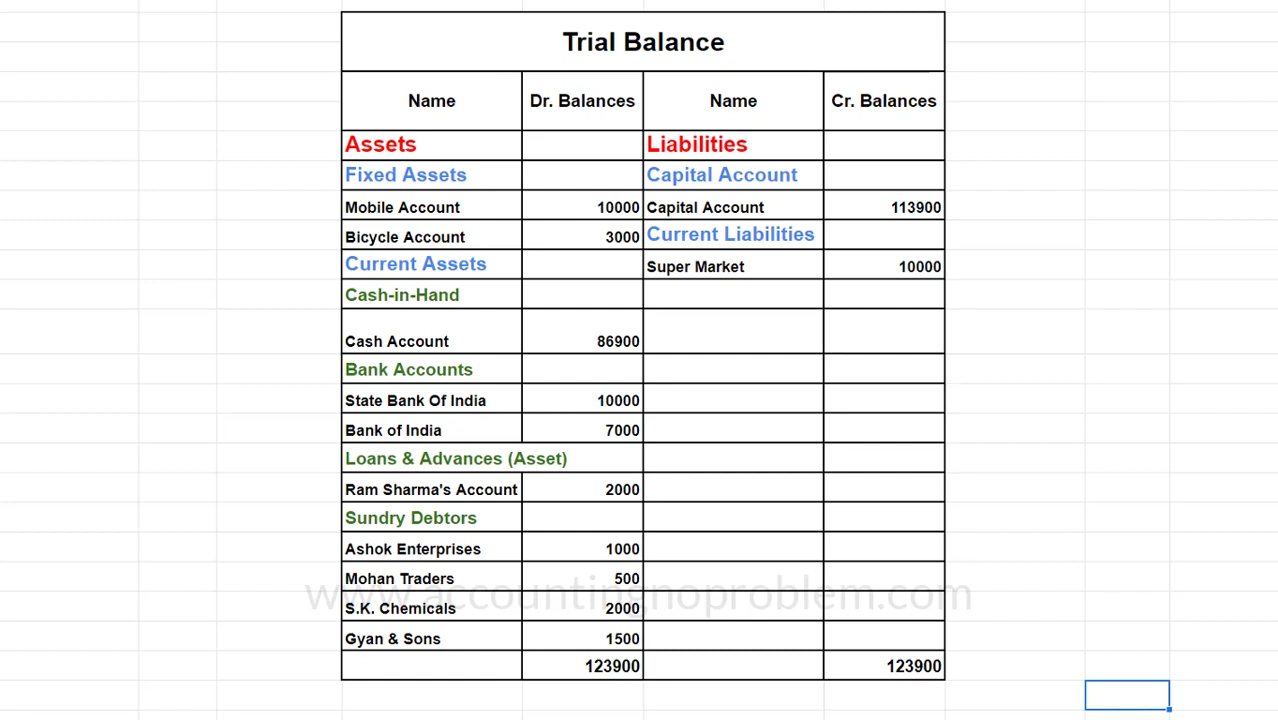 Trial Balance
Name Dr. Balances Name Cr. Balances
Assets Liabilities
Fixed Assets Capital Account
Mobile Account 10000 Capital Account 113900
Bicycle Account 3000 Current Liabilities
Current Assets Super Market 10000
Cash-in-Hand
Cash Account 86900
Bank Accounts
State Bank Of India 10000
Bank of India 7000
Loans & Advances (Asset)
Ram Sharma's Account 2000
Sundry Debtors
Ashok Enterprises 1000
Mohan Traders 500
www.accountingnoproblem.com
S.K. Chemicals 2000
Gyan & Sons 1500
123900 123900